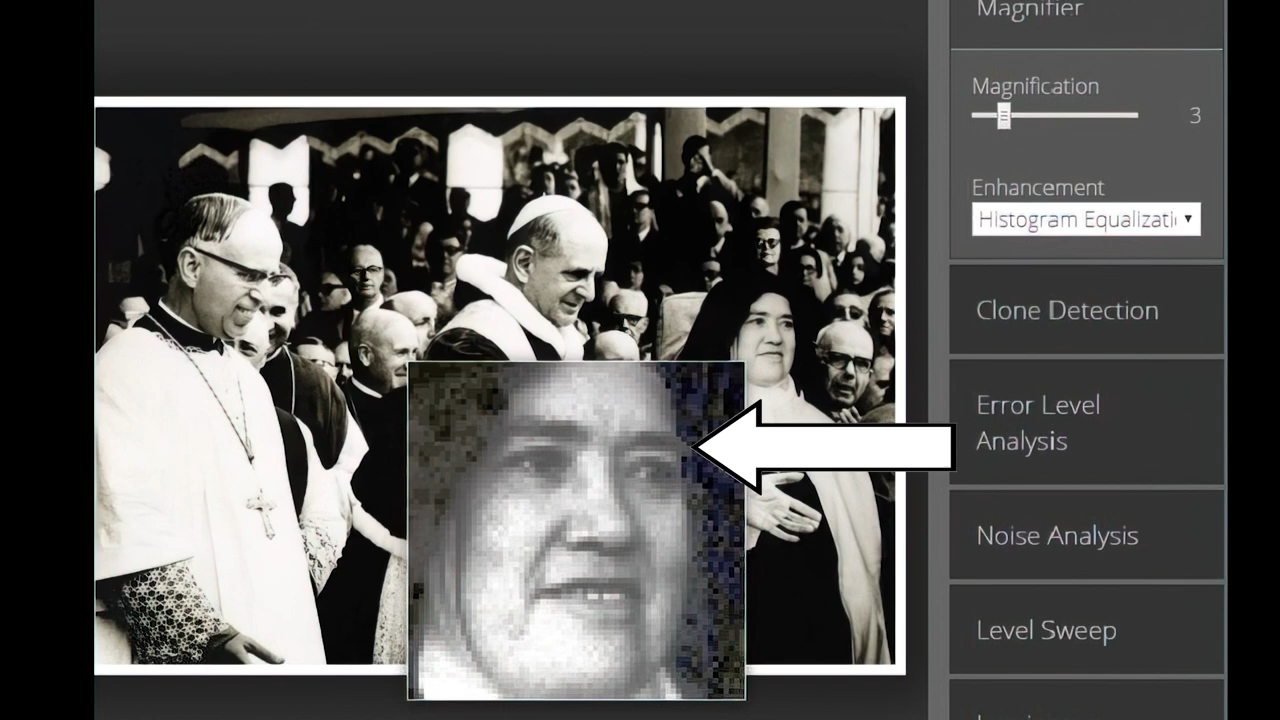 Magnifier
Magnification
3
Enhancement
Histogram Equalizati
Clone Detection
Error Level
Analysis
Noise Analysis
Level Sweep